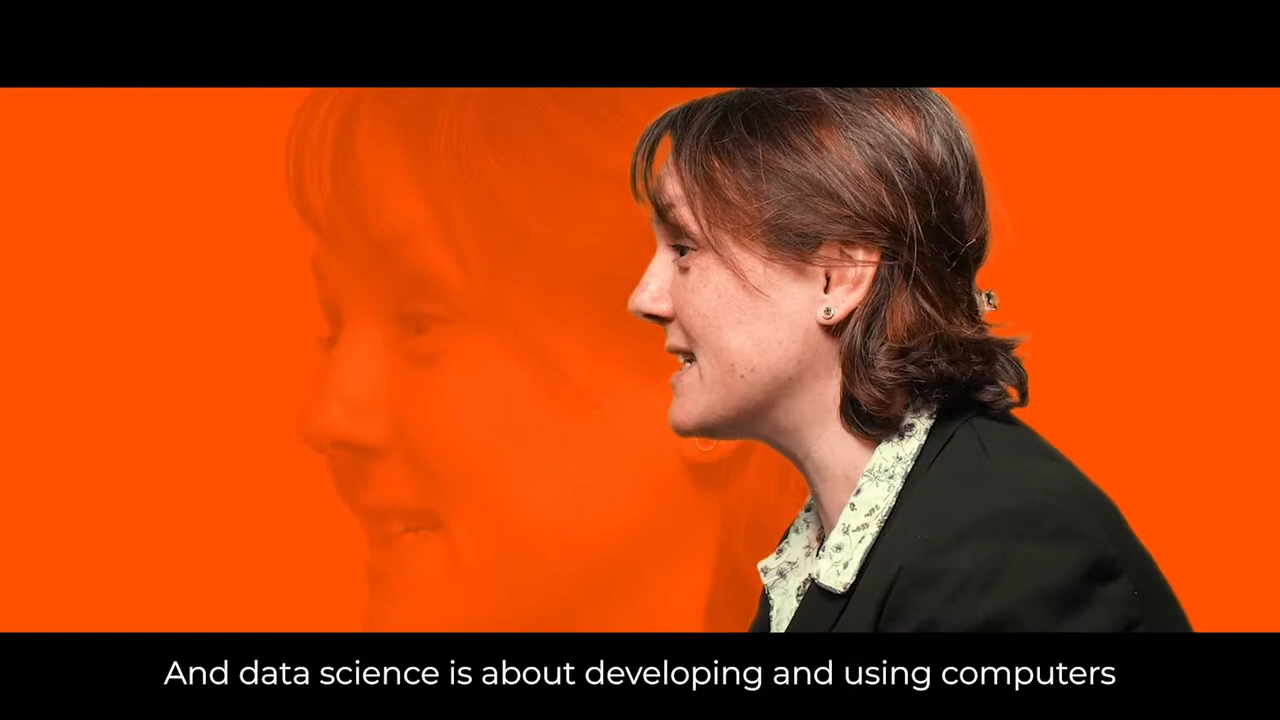 And data science is about developing and using computers